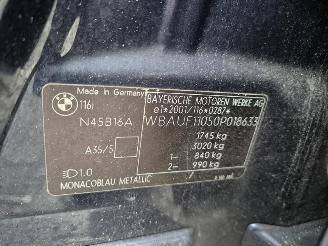 Made in Germany
BMW
116i
BAYERISCHE MOTOREN WERKE AG
e1*2001/116*0287*
N45B16A
WBAUF11050P018633
1745 kg
A35/5
3020 kg
1- 840 kg
1.0
2- 990 kg
MONACOBLAU METALLIC